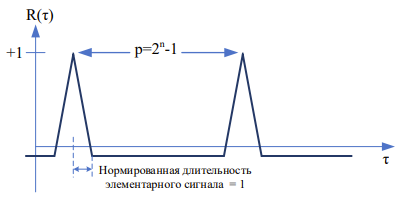 R(τ)
+1
p=2ⁿ-1
τ
Нормированная длительность
элементарного сигнала = 1